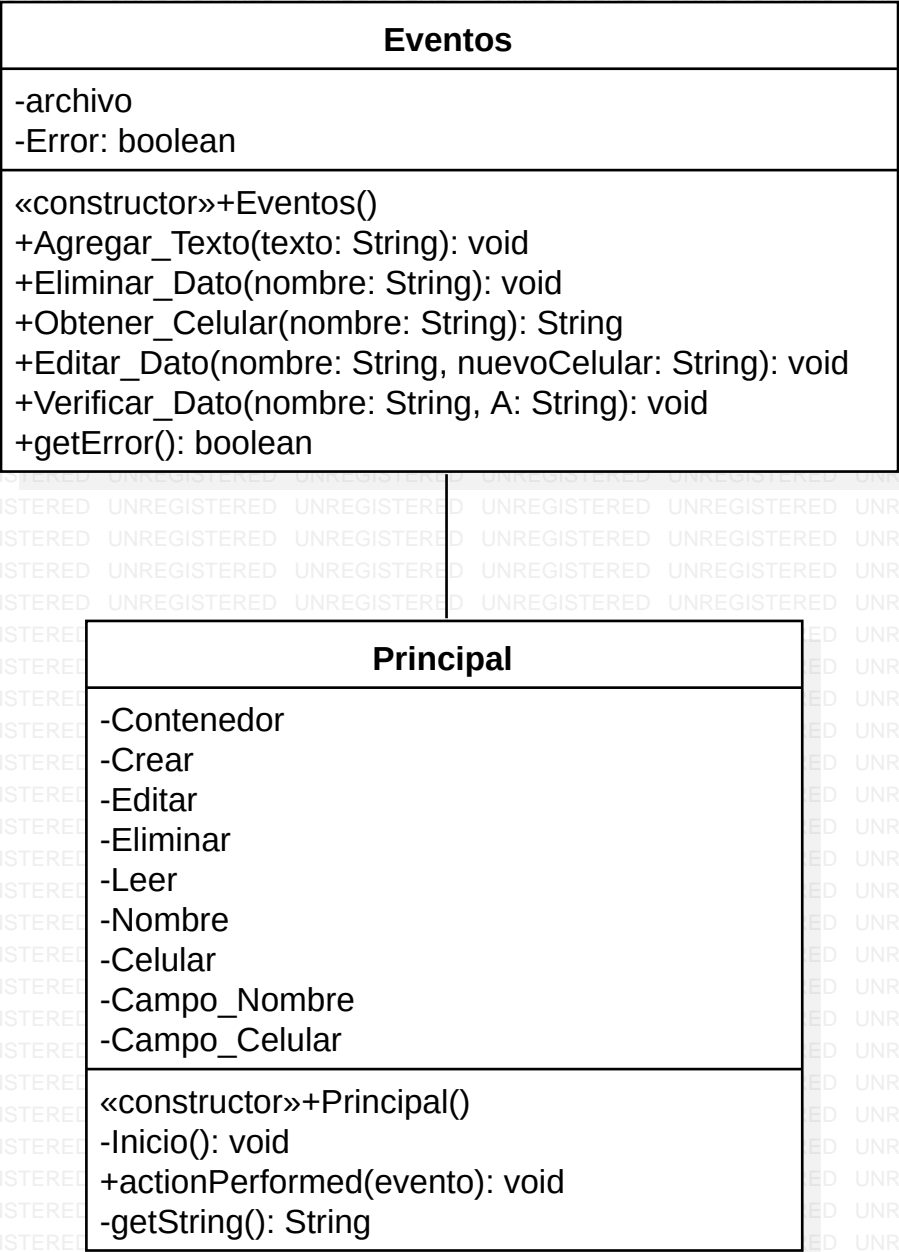 Eventos
-archivo
-Error: boolean
«constructor»+Eventos()
+Agregar_Texto(texto: String): void
+Eliminar_Dato(nombre: String): void
+Obtener_Celular(nombre: String): String
+Editar_Dato(nombre: String, nuevoCelular: String): void
+Verificar_Dato(nombre: String, A: String): void
+getError(): boolean
Principal
-Contenedor
-Crear
-Editar
-Eliminar
-Leer
-Nombre
-Celular
-Campo_Nombre
-Campo_Celular
«constructor»+Principal()
-Inicio(): void
+actionPerformed(evento): void
-getString(): String